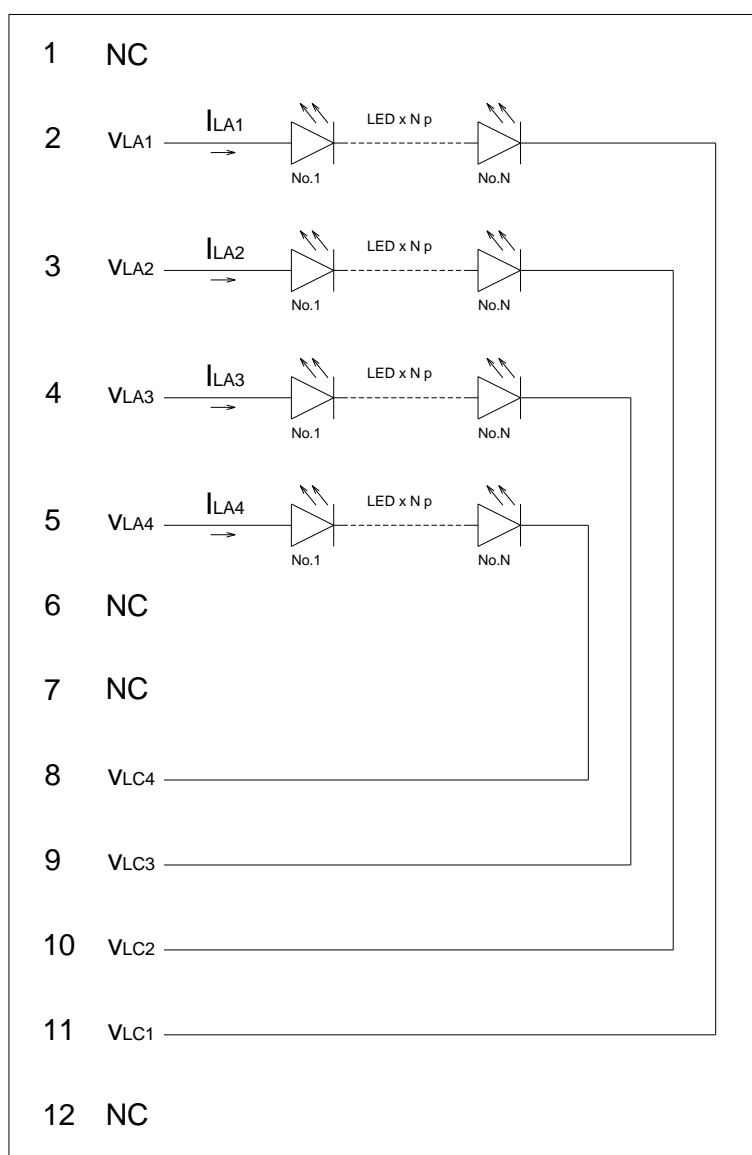 1 NC
2 VLA1 ILA1 LED x N p
No.1 No.N
3 VLA2 ILA2 LED x N p
No.1 No.N
4 VLA3 ILA3 LED x N p
No.1 No.N
5 VLA4 ILA4 LED x N p
No.1 No.N
6 NC
7 NC
8 VLC4
9 VLC3
10 VLC2
11 VLC1
12 NC